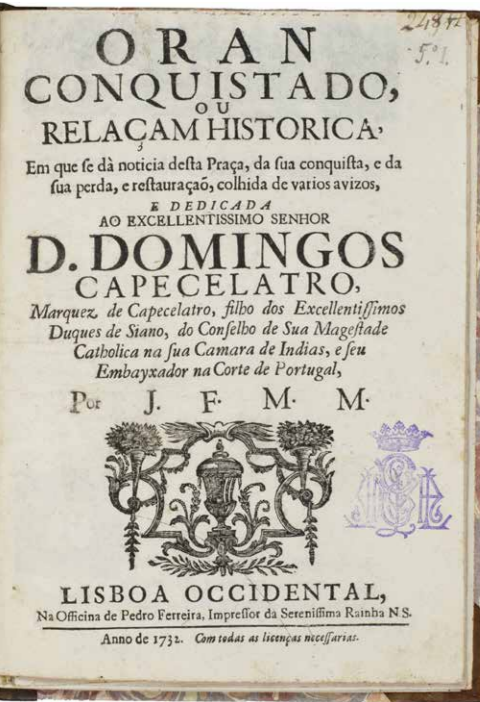 ORAN
CONQUISTADO,
OU
RELAÇAM HISTORICA,
Em que se dà noticia desta Praça, da sua conquista, e da
sua perda, e restauraçaõ, colhida de varios avizos,
E DEDICADA
AO EXCELLENTISSIMO SENHOR
D. DOMINGOS
CAPECELATRO,
Marquez de Capecelatro, filho dos Excellentissimos
Duques de Siano, do Conselho de Sua Magestade
Catholica na sua Camara de Indias, e seu
Embayxador na Corte de Portugal,
Por J. F. M. M.
LISBOA OCCIDENTAL,
Na Officina de Pedro Ferreira, Impressor da Serenissima Rainha N S.
Anno de 1732. Com todas as licenças necessarias.